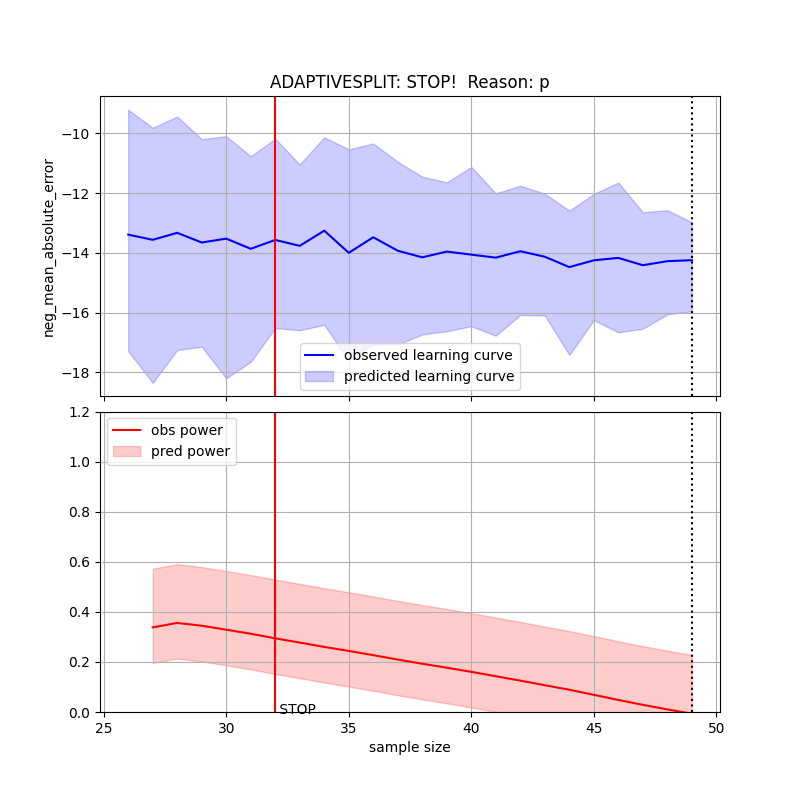 ADAPTIVESPLIT: STOP!  Reason: p
neg_mean_absolute_error
−10
−12
−14
−16
−18
observed learning curve
predicted learning curve
1.2
1.0
0.8
0.6
0.4
0.2
0.0
obs power
pred power
STOP
25
30
35
40
45
50
sample size